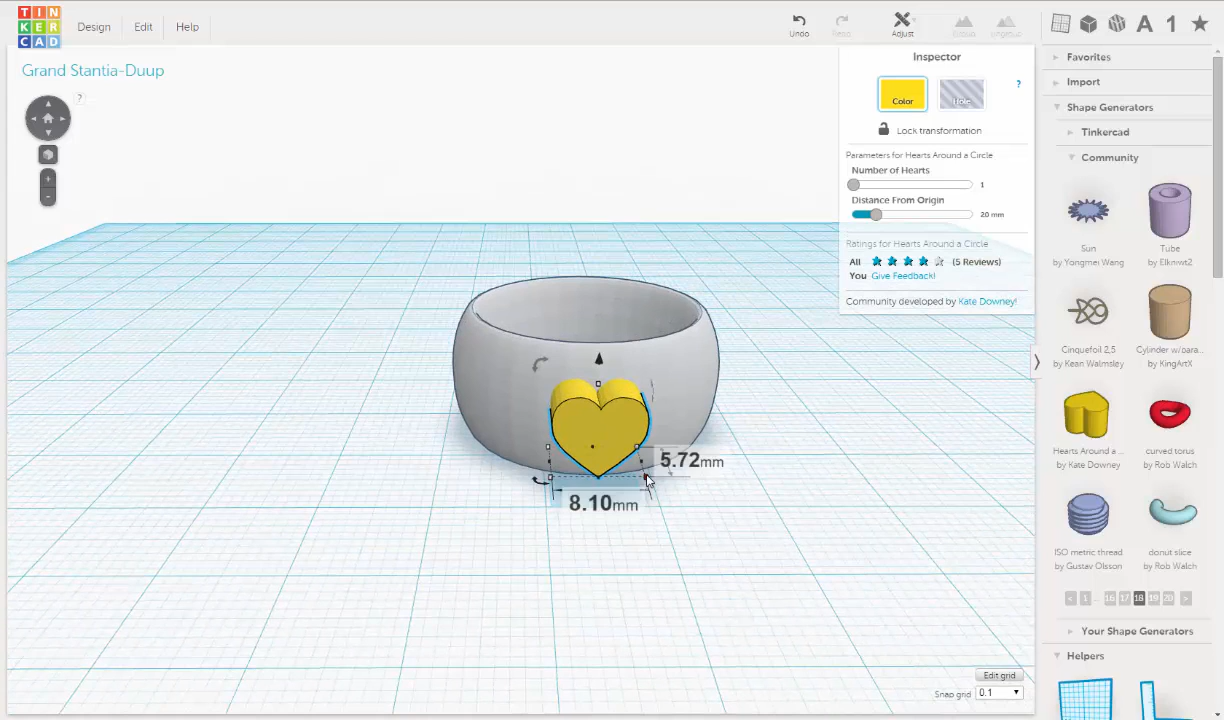 TIN
KER
CAD
Design
Edit
Help
Undo
Redo
Adjust
Group
Ungroup
A
1
Grand Stantia-Duup
?
Inspector
Color
Hole
?
Lock transformation
Parameters for Hearts Around a Circle
Number of Hearts
1
Distance From Origin
20 mm
Ratings for Hearts Around a Circle
All
(5 Reviews)
You
Give Feedback!
Community developed by Kate Downey!
5.72mm
8.10mm
Favorites
Import
Shape Generators
Tinkercad
Community
Sun
by Yongmei Wang
Tube
by Elknwt2
Cinquefoil 2,5
by Kean Walmsley
Cylinder w/para...
by KingArtX
Hearts Around a...
by Kate Downey
curved torus
by Rob Walch
ISO metric thread
by Gustav Olsson
donut slice
by Rob Walch
< 1 ... 16 17 18 19 20 >
Your Shape Generators
Helpers
Edit grid
Snap grid
0.1